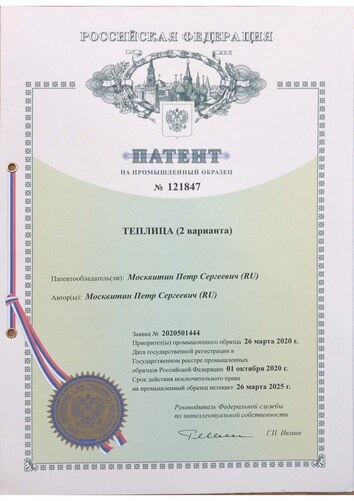 РОССИЙСКАЯ ФЕДЕРАЦИЯ
ПАТЕНТ
НА ПРОМЫШЛЕННЫЙ ОБРАЗЕЦ
№ 121847
ТЕПЛИЦА (2 варианта)
Патентообладатель(ли): Москвитин Петр Сергеевич (RU)
Автор(ы): Москвитин Петр Сергеевич (RU)
Заявка № 2020501444
Приоритет(ы) промышленного образца 26 марта 2020 г.
Дата государственной регистрации в
Государственном реестре промышленных
образцов Российской Федерации 01 октября 2020 г.
Срок действия исключительного права
на промышленный образец истекает 26 марта 2025 г.
Руководитель Федеральной службы
по интеллектуальной собственности
Г.П. Ивлиев